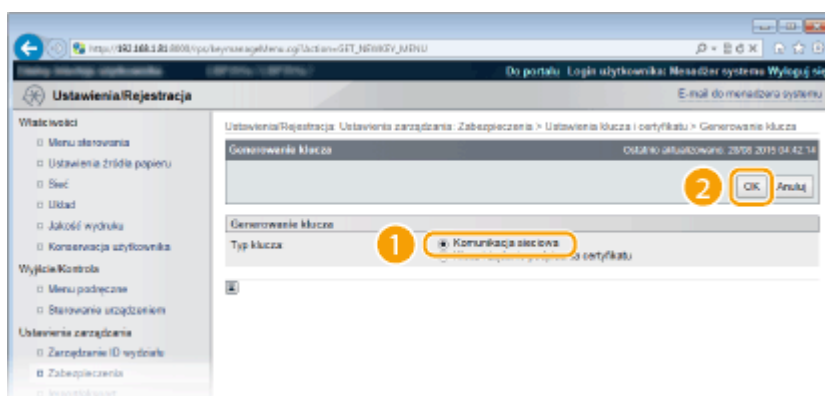 http://192.168.1.81:8000/rps/keymanageMenu.cgi?action=GET_NEWKEY_MENU
Do portalu Login użytkownika: Menadżer systemu Wyloguj się
Ustawienia/Rejestracja
E-mail do menadżera systemu
Właściwości
Menu sterowania
Ustawienia źródła papieru
Sieć
Układ
Jakość wydruku
Konserwacja użytkownika
Wyjście/Kontrola
Menu podręczne
Sterowanie urządzeniem
Ustawienia zarządzania
Zarządzanie ID wydziału
Zabezpieczenia
Ustawienia/Rejestracja: Ustawienia zarządzania: Zabezpieczenia > Ustawienia klucza i certyfikatu > Generowanie klucza
Generowanie klucza
Ostatnio aktualizowano: 28/08 2015 04:42:14
2
OK Anuluj
Generowanie klucza
Typ klucza:
1
Komunikacja sieciowa
certyfikatu